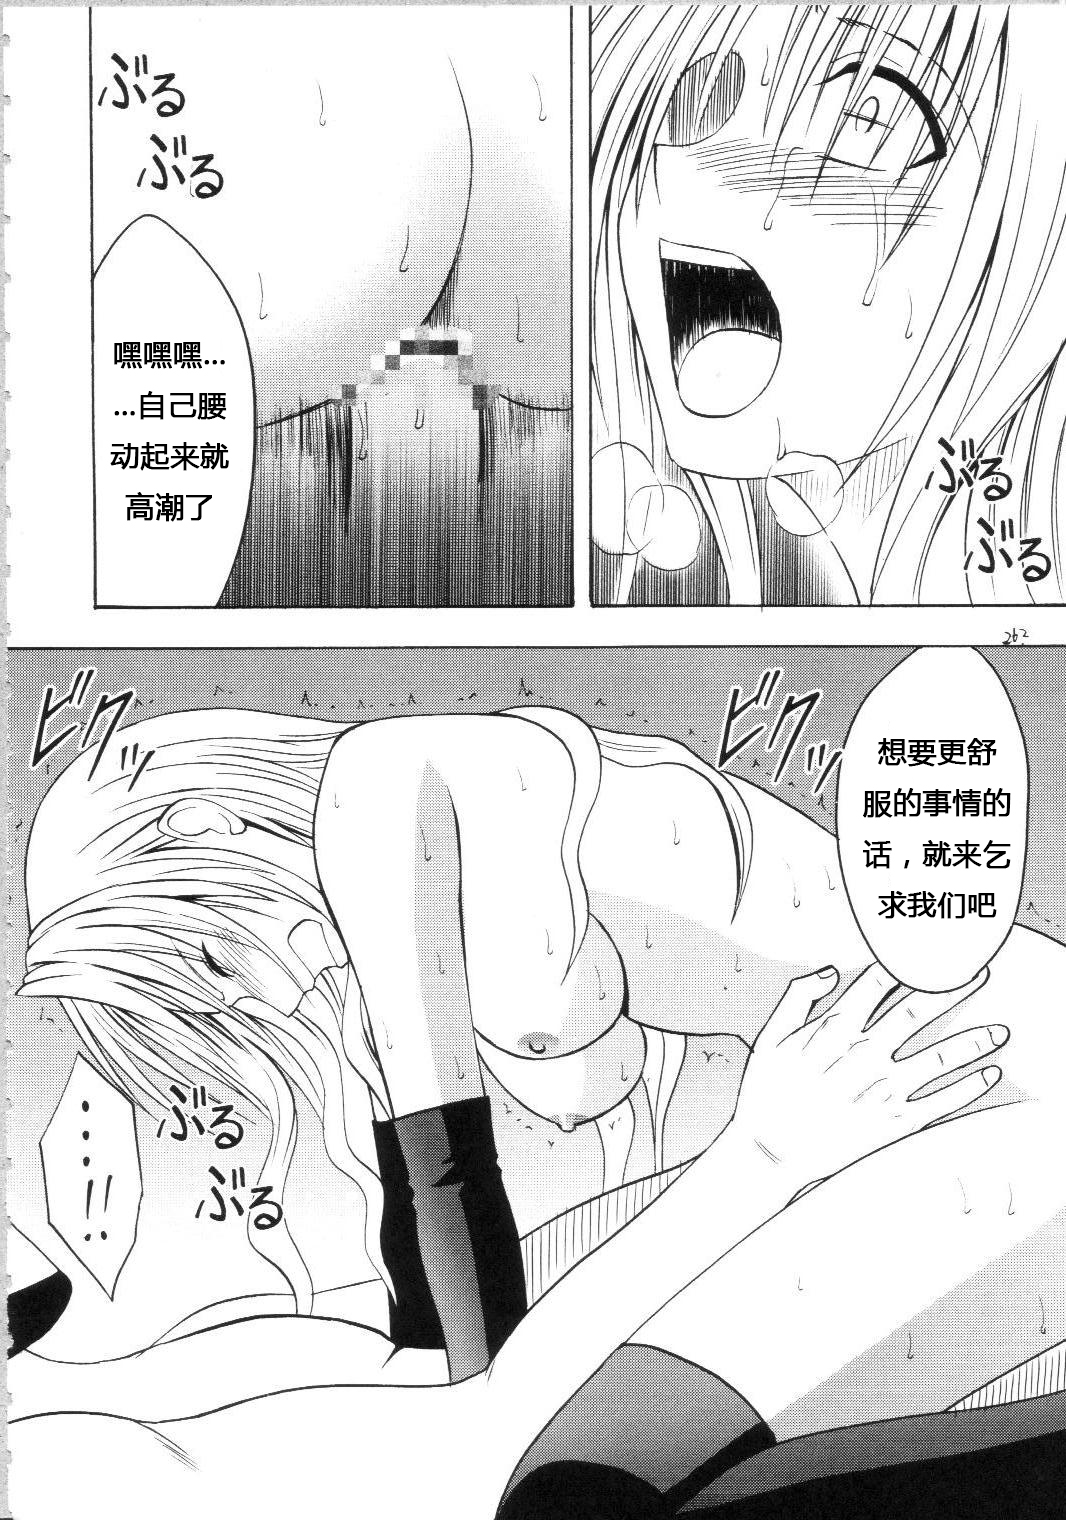 ぶる
ぶる
ぶる
ぶる
嘿嘿嘿...
...自己腰
动起来就
高潮了
262
想要更舒
服的事情的
话，就来乞
求我们吧
ビクッ
ビクッ
....!!
ぶる
ぶる